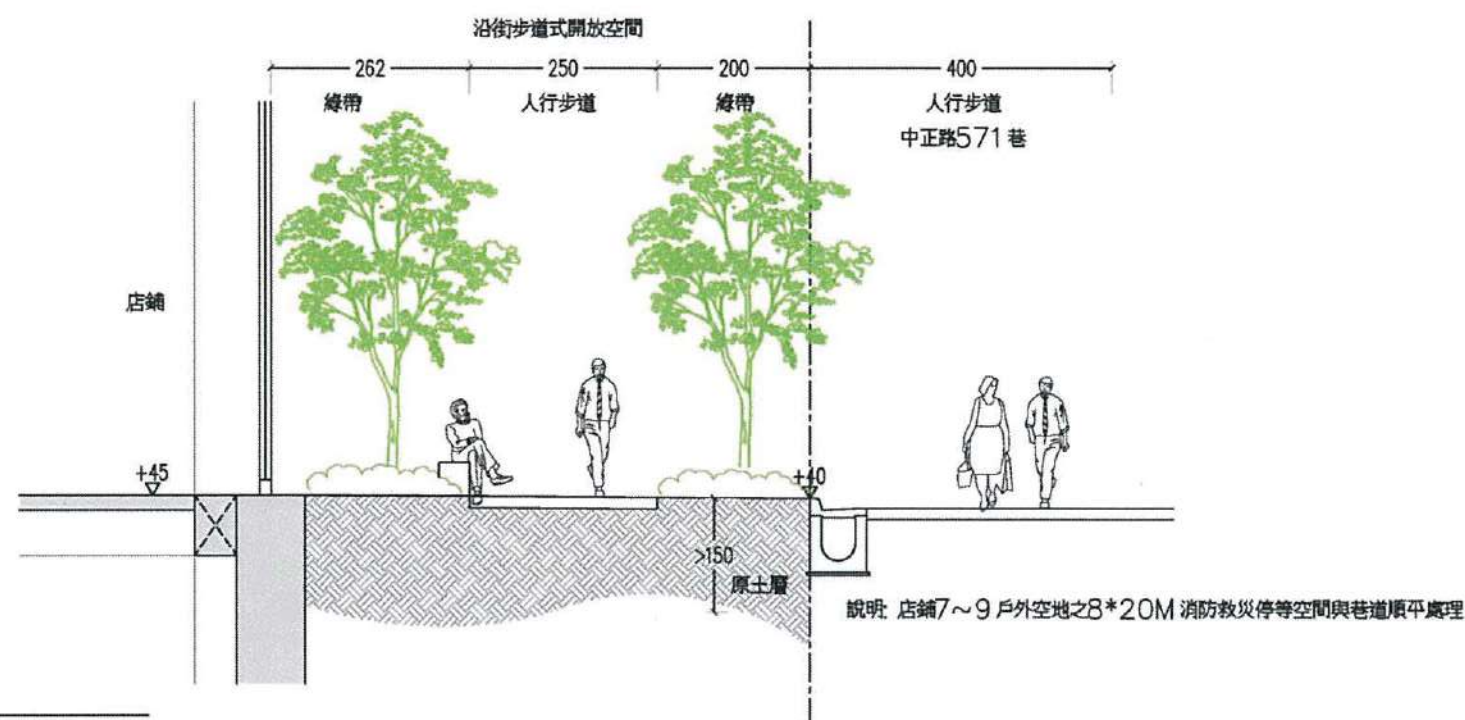 沿街步道式開放空間
262 250 200 400
綠帶 人行步道 綠帶 人行步道
中正路571巷
店鋪
+45 +40
>150
原土層
說明: 店鋪7～9戶外空地之8*20M 消防救災停等空間與巷道順平處理